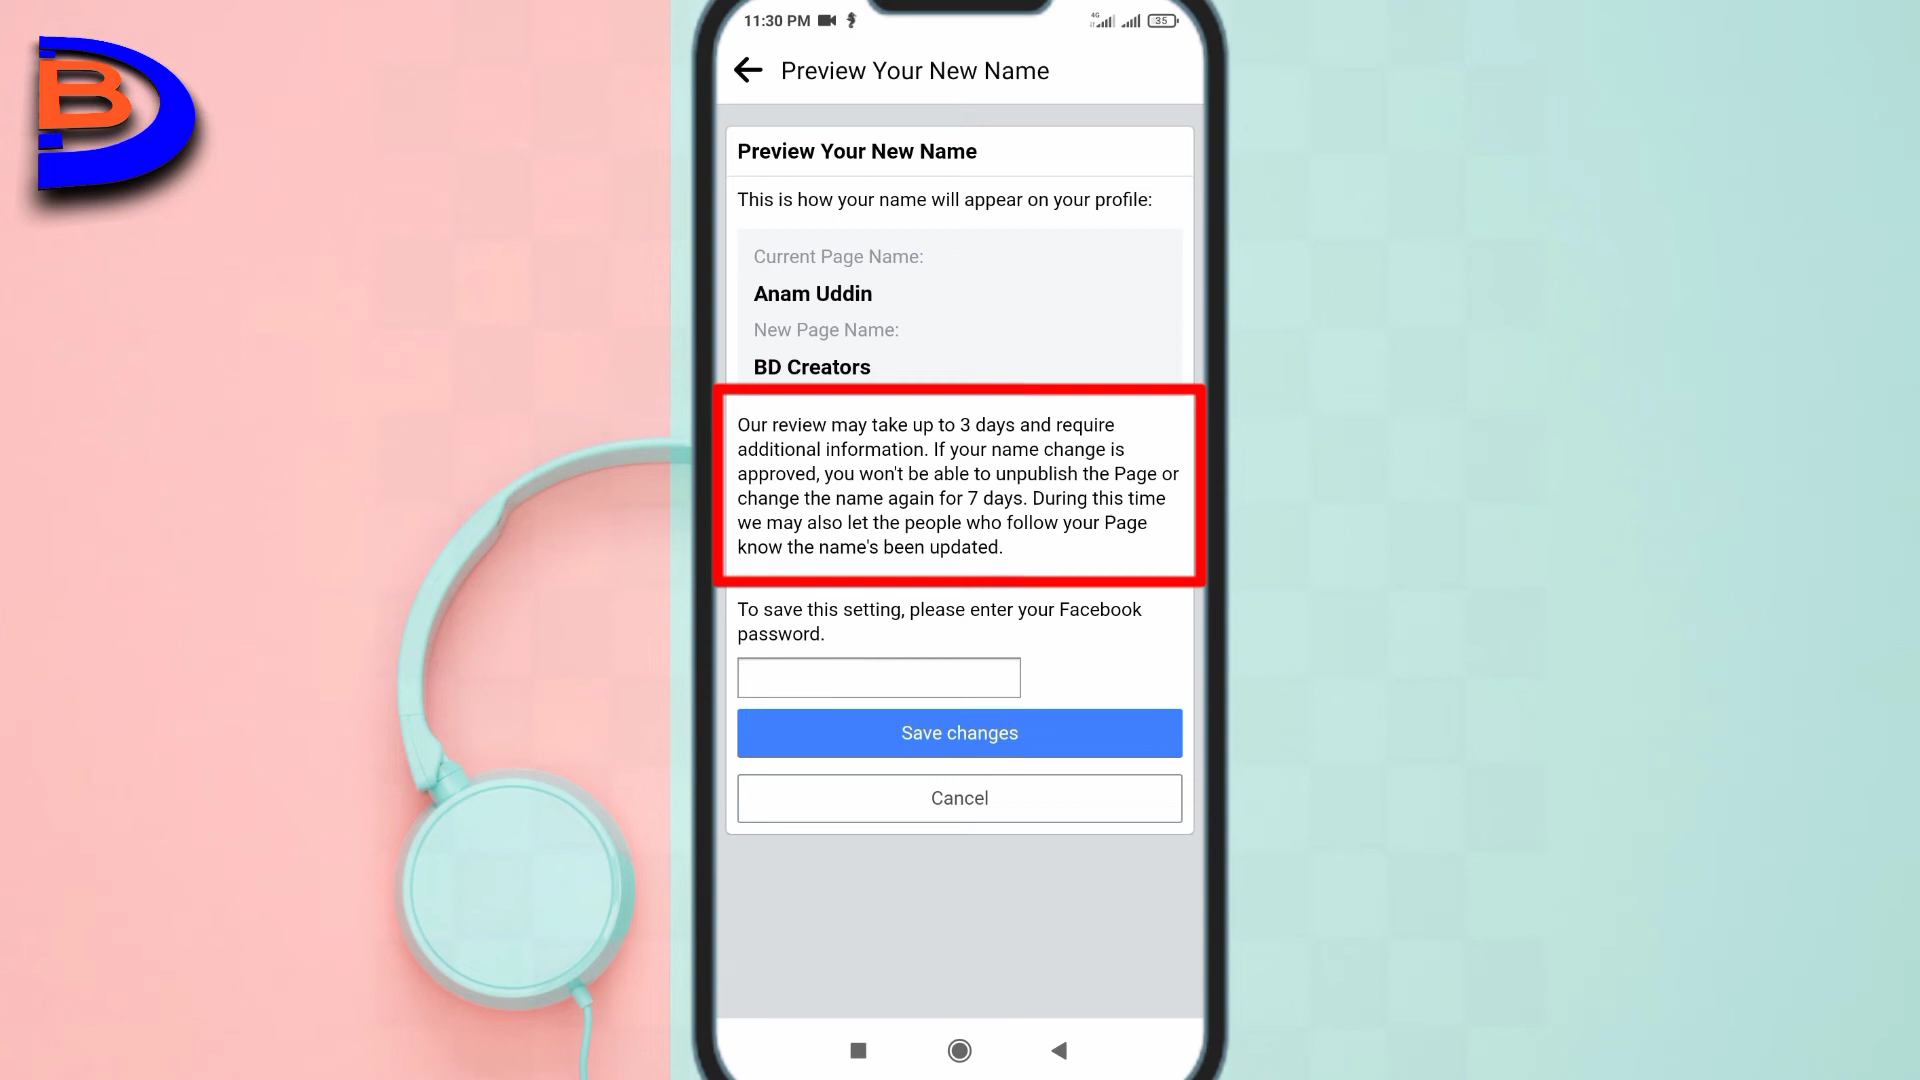 BD
11:30 PM
4G
35
Preview Your New Name
Preview Your New Name
This is how your name will appear on your profile:
Current Page Name:
Anam Uddin
New Page Name:
BD Creators
Our review may take up to 3 days and require
additional information. If your name change is
approved, you won't be able to unpublish the Page or
change the name again for 7 days. During this time
we may also let the people who follow your Page
know the name's been updated.
To save this setting, please enter your Facebook
password.
Save changes
Cancel